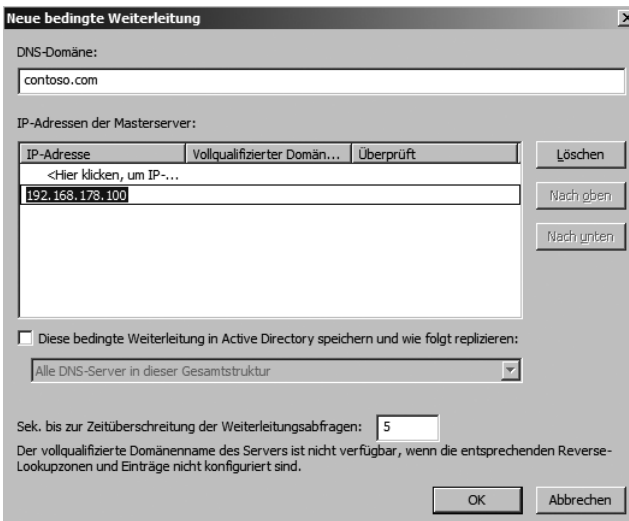 Neue bedingte Weiterleitung
DNS-Domäne:
contoso.com
IP-Adressen der Masterserver:
IP-Adresse Vollqualifizierter Domän... Überprüft
<Hier klicken, um IP-...
192.168.178.100
Löschen
Nach oben
Nach unten
Diese bedingte Weiterleitung in Active Directory speichern und wie folgt replizieren:
Alle DNS-Server in dieser Gesamtstruktur
Sek. bis zur Zeitüberschreitung der Weiterleitungsabfragen: 5
Der vollqualifizierte Domänenname des Servers ist nicht verfügbar, wenn die entsprechenden Reverse-
Lookupzonen und Einträge nicht konfiguriert sind.
OK Abbrechen